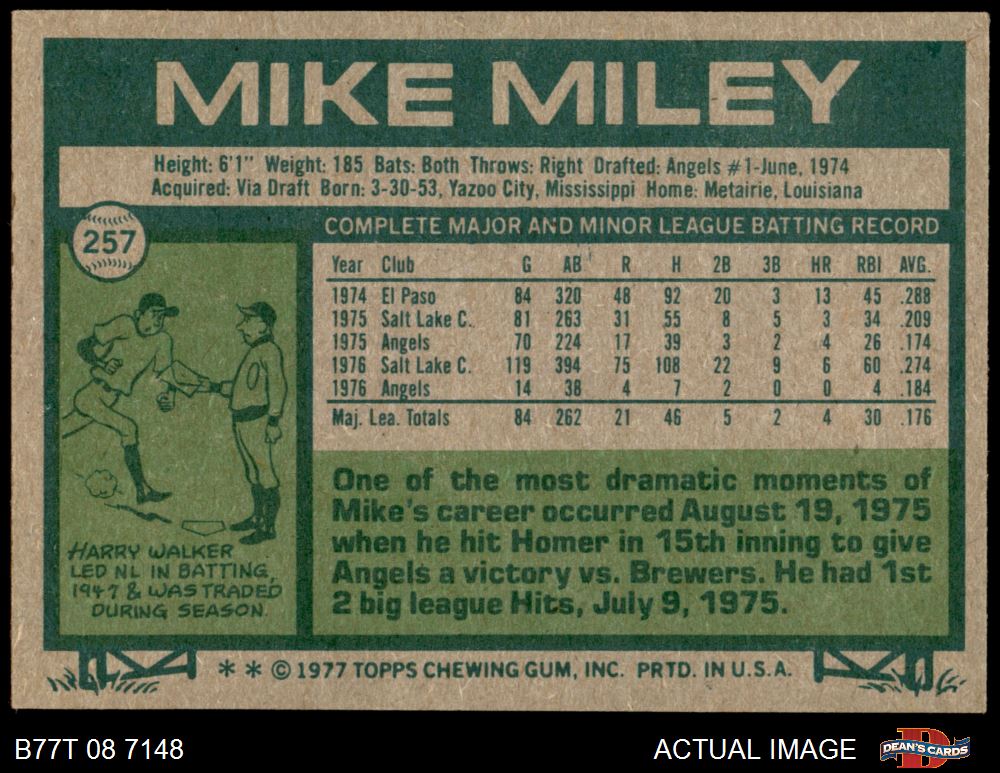 MIKE MILEY
Height: 6'1" Weight: 185 Bats: Both Throws: Right Drafted: Angels #1-June, 1974
Acquired: Via Draft Born: 3-30-53, Yazoo City, Mississippi Home: Metairie, Louisiana
257
COMPLETE MAJOR AND MINOR LEAGUE BATTING RECORD
Year Club G AB R H 2B 3B HR RBI AVG.
1974 El Paso 84 320 48 92 20 3 13 45 .288
1975 Salt Lake C. 81 263 31 55 8 5 3 34 .209
1975 Angels 70 224 17 39 3 2 4 26 .174
1976 Salt Lake C. 119 394 75 108 22 9 6 60 .274
1976 Angels 14 38 4 7 2 0 0 4 .184
Maj. Lea. Totals 84 262 21 46 5 2 4 30 .176
HARRY WALKER
LED NL IN BATTING,
1947 & WAS TRADED
DURING SEASON.
One of the most dramatic moments of
Mike's career occurred August 19, 1975
when he hit Homer in 15th inning to give
Angels a victory vs. Brewers. He had 1st
2 big league Hits, July 9, 1975.
* * © 1977 TOPPS CHEWING GUM, INC. PRTD. IN U.S.A.
B77T 08 7148
ACTUAL IMAGE
DEAN'S CARDS